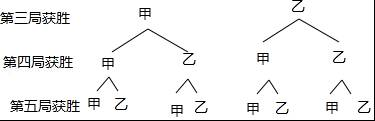 第三局获胜 甲 乙
第四局获胜 甲 乙 甲 乙
第五局获胜 甲 乙 甲 乙 甲 乙 甲 乙